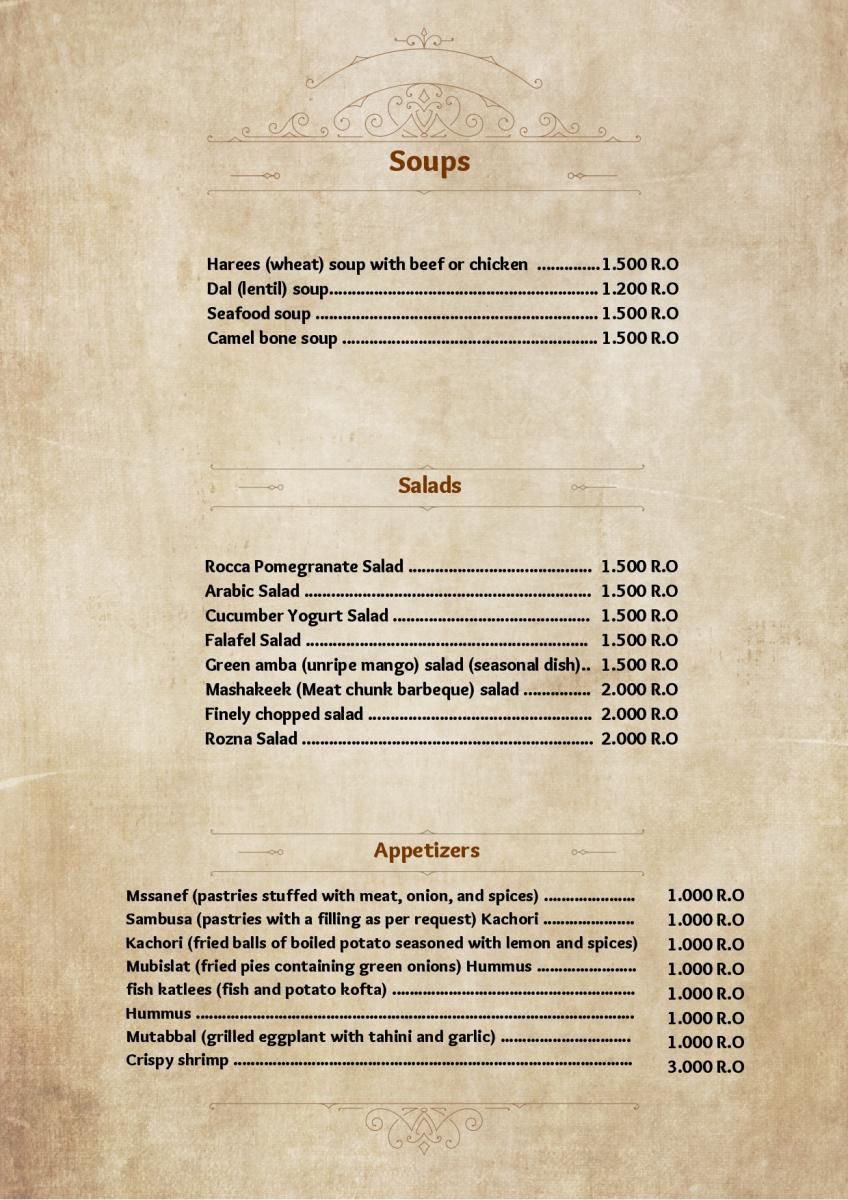 Soups
Harees (wheat) soup with beef or chicken ..............1.500 R.O
Dal (lentil) soup............................................................ 1.200 R.O
Seafood soup ............................................................... 1.500 R.O
Camel bone soup ......................................................... 1.500 R.O
Salads
Rocca Pomegranate Salad ......................................... 1.500 R.O
Arabic Salad ................................................................ 1.500 R.O
Cucumber Yogurt Salad ............................................ 1.500 R.O
Falafel Salad ............................................................... 1.500 R.O
Green amba (unripe mango) salad (seasonal dish).. 1.500 R.O
Mashakeek (Meat chunk barbeque) salad ............... 2.000 R.O
Finely chopped salad .................................................. 2.000 R.O
Rozna Salad ................................................................. 2.000 R.O
Appetizers
Mssanef (pastries stuffed with meat, onion, and spices) ...................... 1.000 R.O
Sambusa (pastries with a filling as per request) Kachori ...................... 1.000 R.O
Kachori (fried balls of boiled potato seasoned with lemon and spices) 1.000 R.O
Mubislat (fried pies containing green onions) Hummus ........................ 1.000 R.O
fish katlees (fish and potato kofta) ........................................................... 1.000 R.O
Hummus ........................................................................................................ 1.000 R.O
Mutabbal (grilled eggplant with tahini and garlic) ............................... 1.000 R.O
Crispy shrimp ............................................................................................... 3.000 R.O